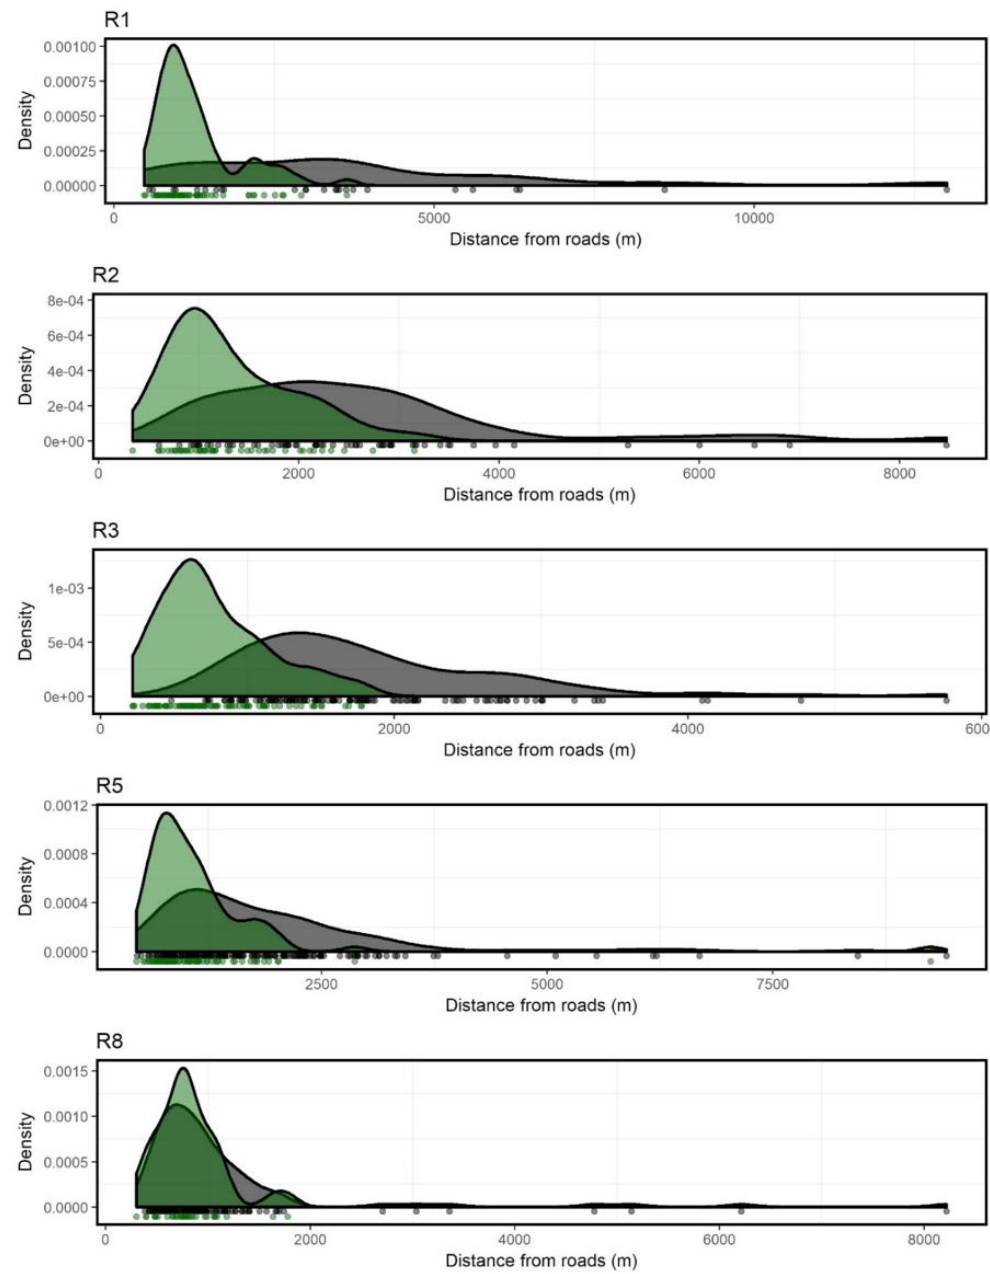 R1
Density
0.00100
0.00075
0.00050
0.00025
0.00000
0 5000 10000
Distance from roads (m)
R2
Density
8e-04
6e-04
4e-04
2e-04
0e+00
0 2000 4000 6000 8000
Distance from roads (m)
R3
Density
1e-03
5e-04
0e+00
0 2000 4000 600
Distance from roads (m)
R5
Density
0.0012
0.0008
0.0004
0.0000
2500 5000 7500
Distance from roads (m)
R8
Density
0.0015
0.0010
0.0005
0.0000
0 2000 4000 6000 8000
Distance from roads (m)